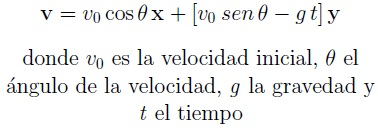 v = v₀ cos θ x + [v₀ sen θ − g t] y
donde v₀ es la velocidad inicial, θ el
ángulo de la velocidad, g la gravedad y
t el tiempo